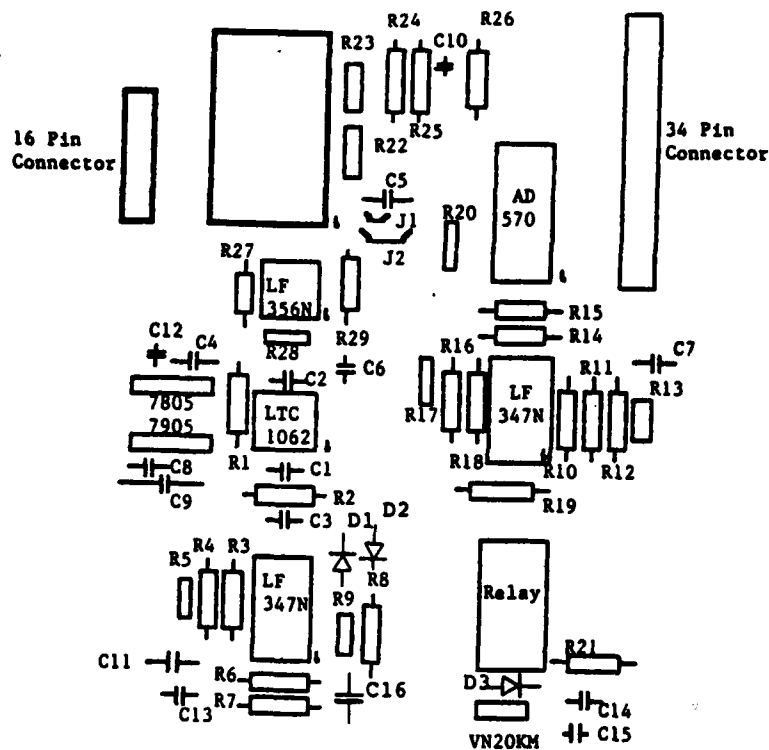 R24
R26
R23
C10
R25
16 Pin
Connector
34 Pin
Connector
R22
C5
AD
570
R20
J1
J2
R27
LF
356N
R15
R29
R14
C12
C4
R28
R16
C7
C6
C2
R11
R13
7805
LTC
1062
R17
LF
347N
7905
R1
R18
R10
R12
C8
C1
C9
R2
R19
C3
D1
D2
R4
R3
R5
LF
347N
R8
R9
Relay
R21
C11
R6
D3
R7
C16
C13
C14
C15
VN20KM